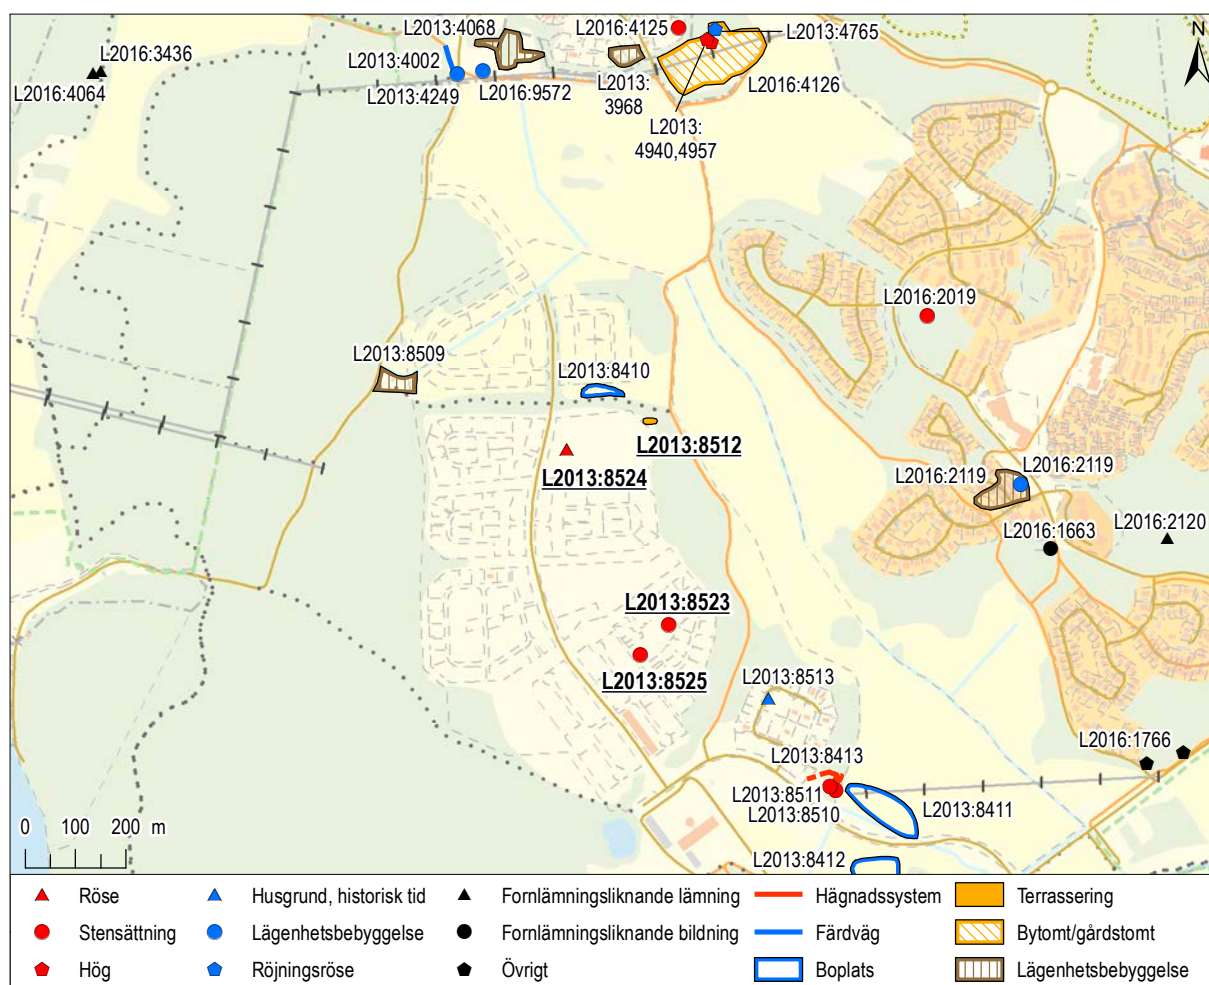 L2013:4068
L2016:4125
L2013:4765
N
L2016:3436
L2013:4002
L2016:4064
L2013:4249
L2016:9572
L2013:
3968
L2016:4126
L2013:
4940,4957
L2016:2019
L2013:8509
L2013:8410
L2013:8512
L2013:8524
L2016:2119
L2016:2119
L2016:2120
L2016:1663
L2013:8523
L2013:8525
L2013:8513
L2016:1766
L2013:8413
L2013:8511
L2013:8510
L2013:8411
L2013:8412
0 100 200 m
Röse
Husgrund, historisk tid
Fornlämningsliknande lämning
Hägnadssystem
Terrassering
Stensättning
Lägenhetsbebyggelse
Fornlämningsliknande bildning
Färdväg
Bytomt/gårdstomt
Hög
Röjningsröse
Övrigt
Boplats
Lägenhetsbebyggelse